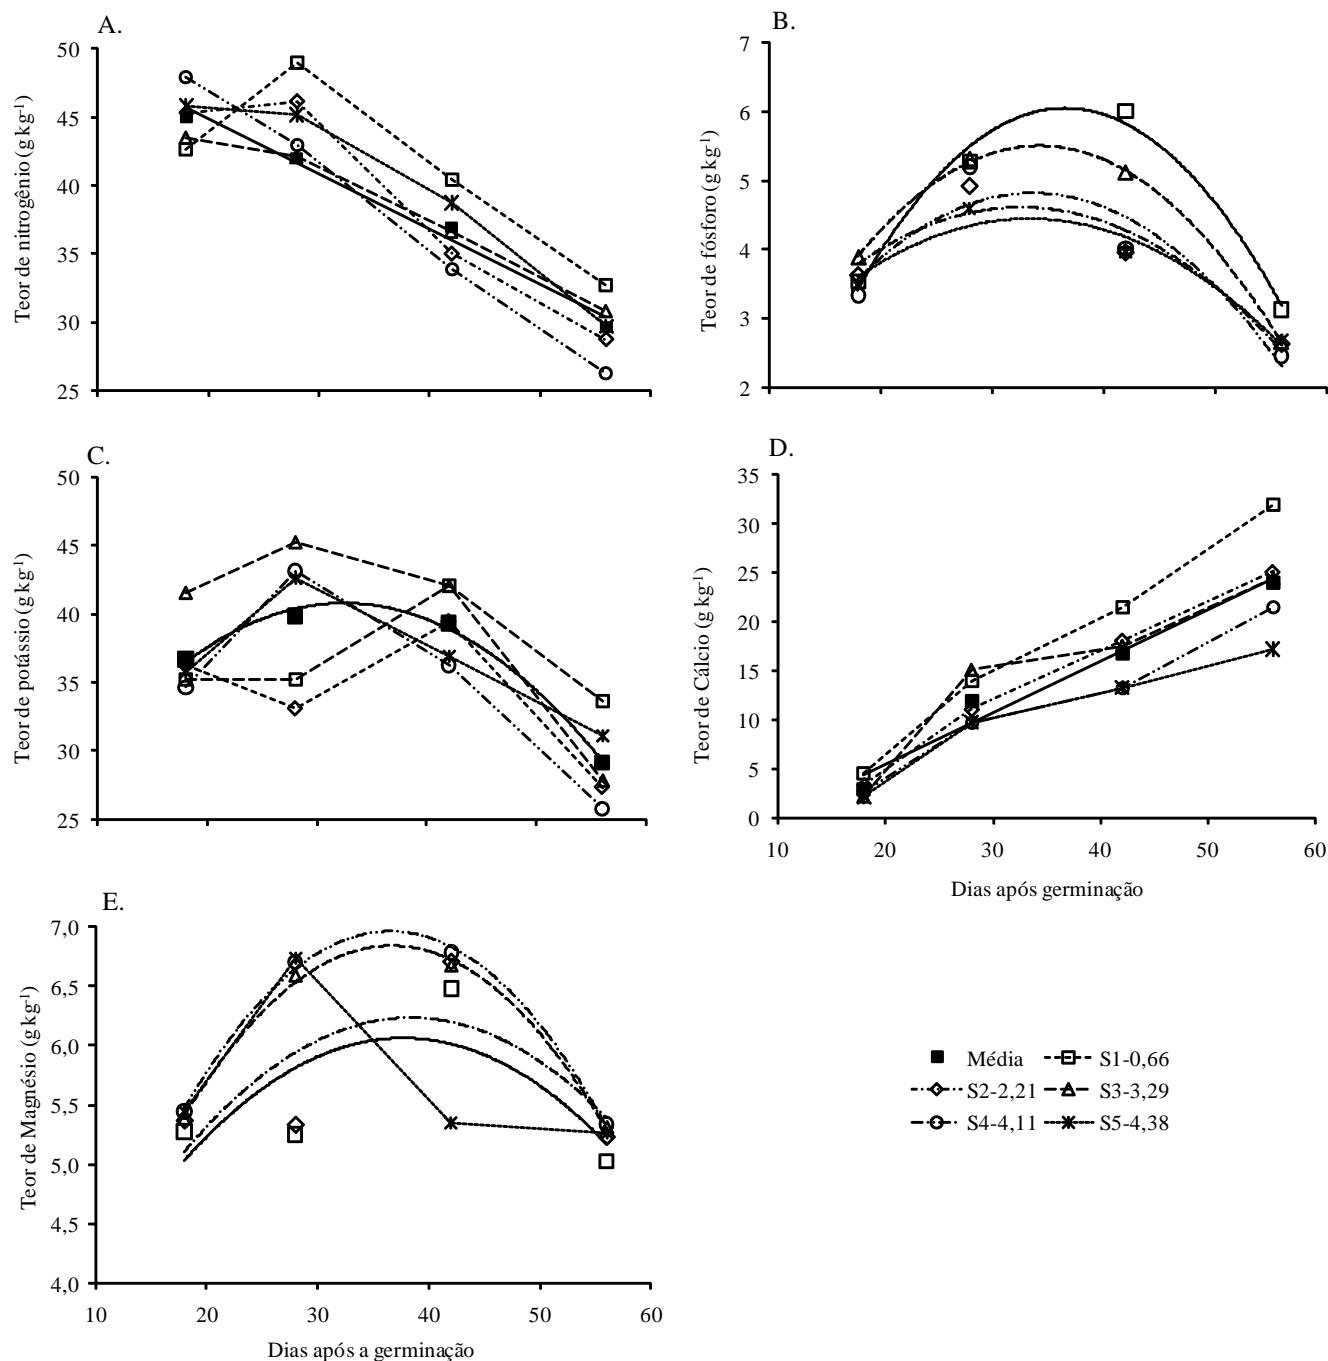 A.
50
45
40
35
30
25
Teor de nitrogênio (g kg-1)
B.
7
6
5
4
3
2
Teor de fósforo (g kg-1)
C.
50
45
40
35
30
25
Teor de potássio (g kg-1)
D.
35
30
25
20
15
10
5
0
Teor de Cálcio (g kg-1)
10 20 30 40 50 60
Dias após germinação
E.
7,0
6,5
6,0
5,5
5,0
4,5
4,0
Teor de Magnésio (g kg-1)
10 20 30 40 50 60
Dias após a germinação
Média S1-0,66
S2-2,21 S3-3,29
S4-4,11 S5-4,38